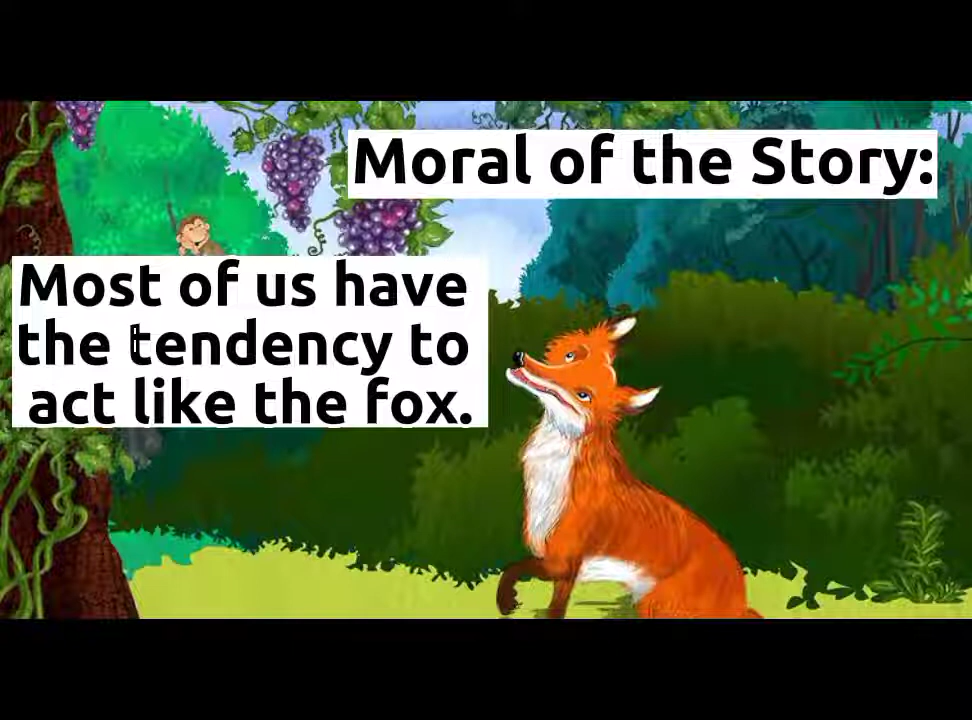 Moral of the Story:
Most of us have
the tendency to
act like the fox.